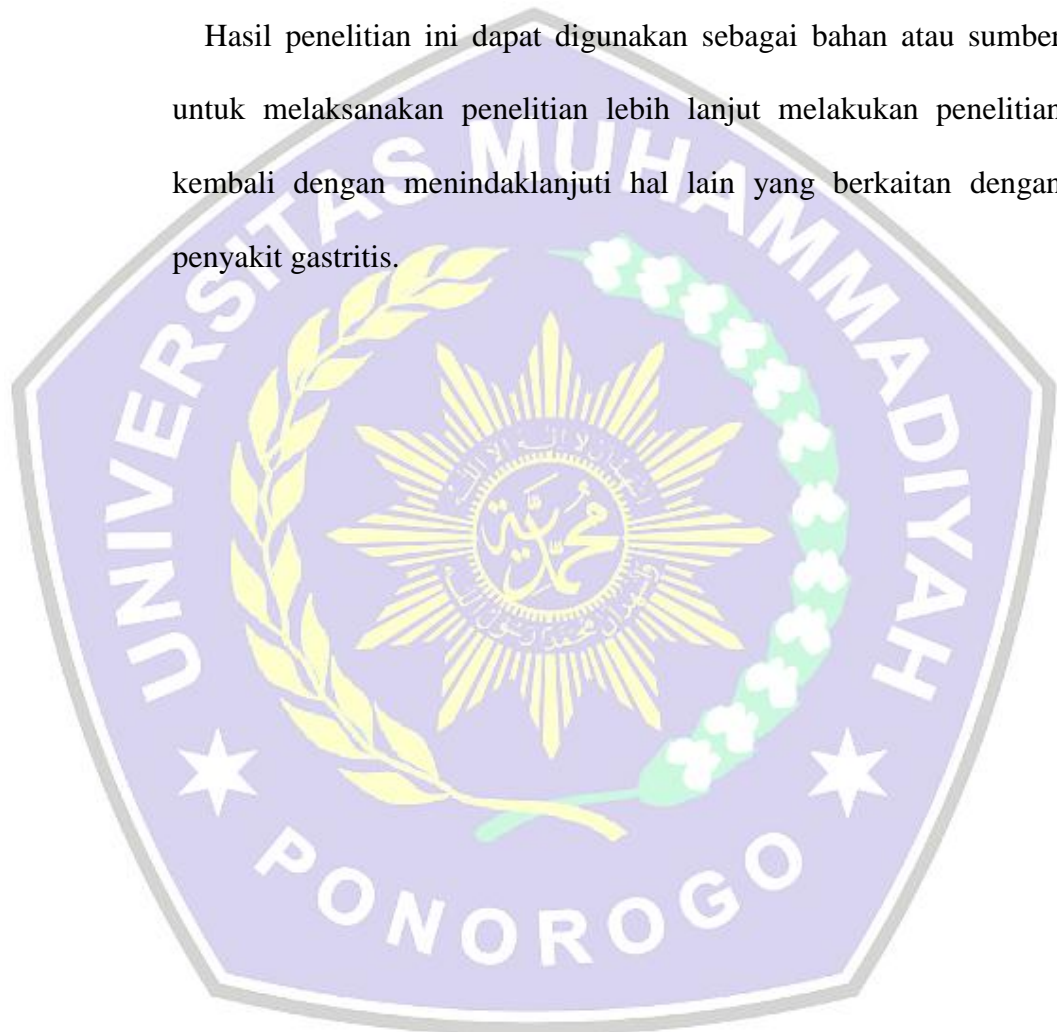 Hasil penelitian ini dapat digunakan sebagai bahan atau sumber
untuk melaksanakan penelitian lebih lanjut melakukan penelitian
kembali dengan menindaklanjuti hal lain yang berkaitan dengan
penyakit gastritis.
UNIVERSITAS MUHAMMADIYAH
محمدية
PONOROGO